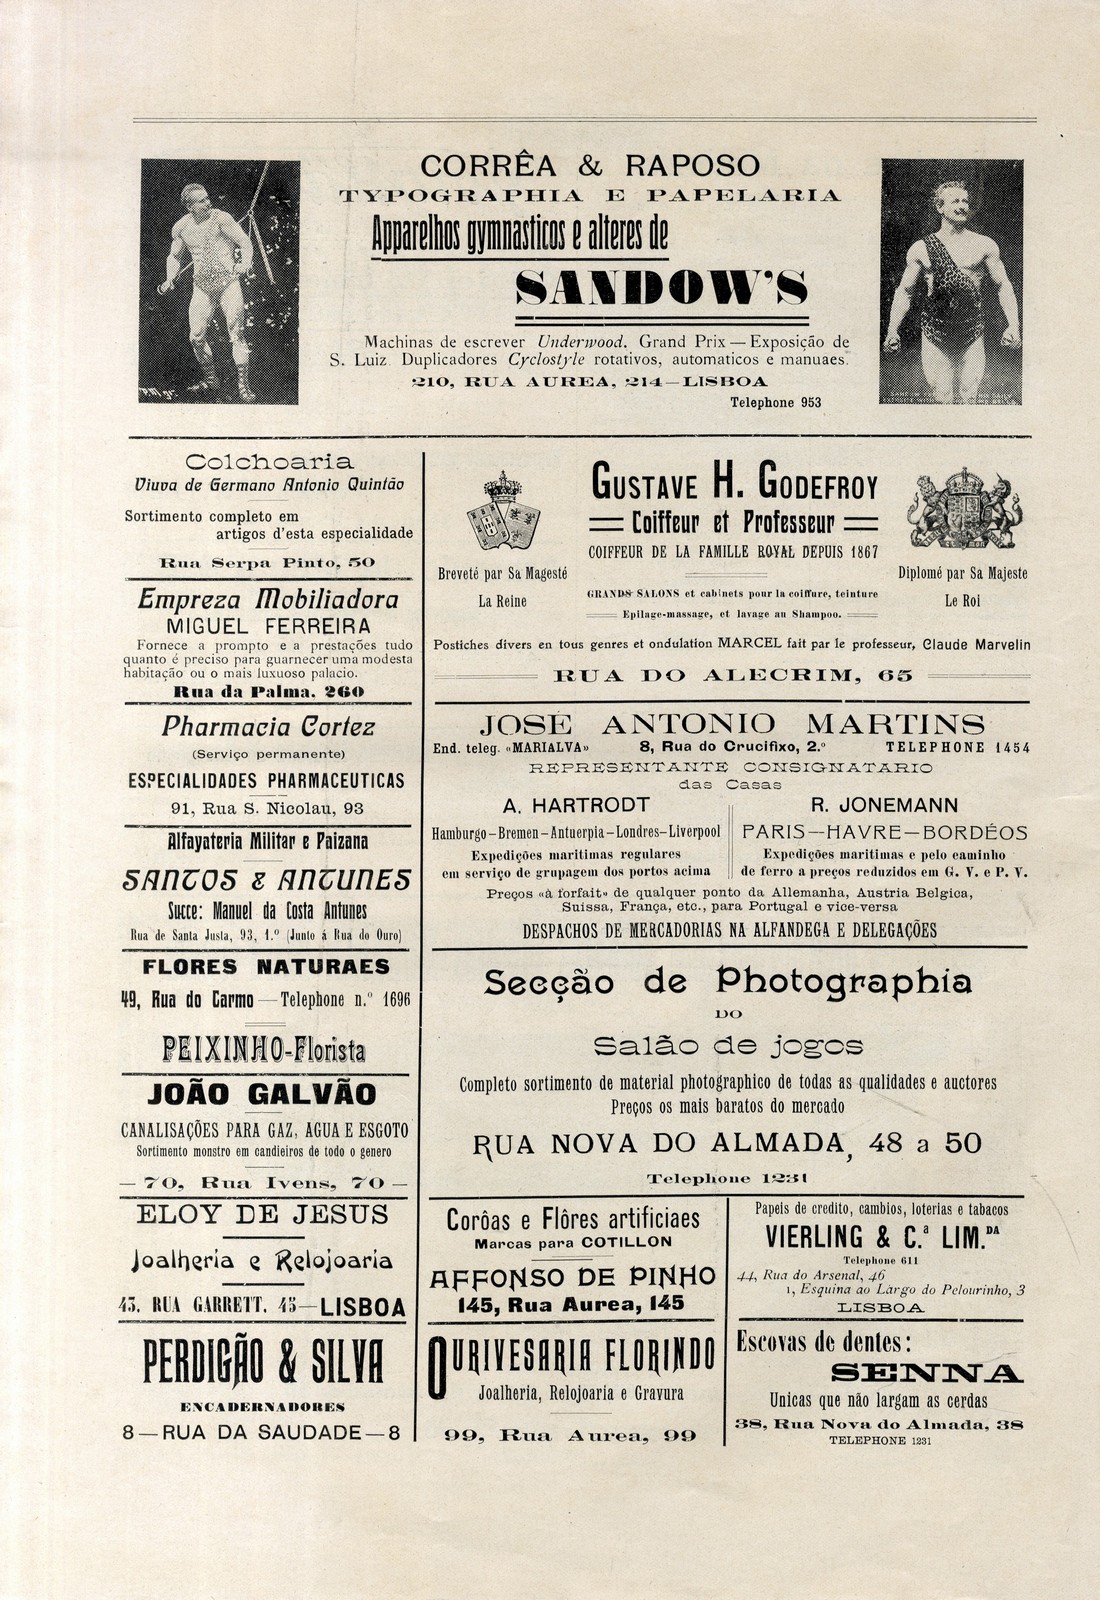 CORRÊA & RAPOSO
TYPOGRAPHIA E PAPELARIA
Apparelhos gymnasticos e alteres de
SANDOW'S
Machinas de escrever Underwood. Grand Prix — Exposição de
S. Luiz. Duplicadores Cyclostyle rotativos, automaticos e manuaes.
210, RUA AUREA, 214 — LISBOA
Telephone 953
Colchoaria
Viuva de Germano Antonio Quintão
Sortimento completo em
artigos d'esta especialidade
Rua Serpa Pinto, 50
Empreza Mobiliadora
MIGUEL FERREIRA
Fornece a prompto e a prestações tudo
quanto é preciso para guarnecer uma modesta
habitação ou o mais luxuoso palacio.
Rua da Palma, 260
Pharmacia Cortez
(Serviço permanente)
ESPECIALIDADES PHARMACEUTICAS
91, Rua S. Nicolau, 93
Alfayateria Militar e Paizana
SANTOS & ANTUNES
Succe: Manuel da Costa Antunes
Rua de Santa Justa, 93, 1.º (Junto á Rua do Ouro)
FLORES NATURAES
49, Rua do Carmo — Telephone n.º 1696
PEIXINHO-Florista
JOÃO GALVÃO
CANALISAÇÕES PARA GAZ, AGUA E ESGOTO
Sortimento monstro em candieiros de todo o genero
— 70, Rua Ivens, 70 —
ELOY DE JESUS
Joalheria e Relojoaria
43, RUA GARRETT, 45 — LISBOA
PERDIGÃO & SILVA
ENCADERNADORES
8 — RUA DA SAUDADE — 8
GUSTAVE H. GODEFROY
Coiffeur et Professeur
COIFFEUR DE LA FAMILLE ROYAL DEPUIS 1867
Breveté par Sa Magesté
La Reine
Diplomé par Sa Majeste
Le Roi
GRANDS SALONS et cabinets pour la coiffure, teinture
Epilage-massage, et lavage au Shampoo.
Postiches divers en tous genres et ondulation MARCEL fait par le professeur, Claude Marvelin
RUA DO ALECRIM, 65
JOSE ANTONIO MARTINS
End. teleg. «MARIALVA» 8, Rua do Crucifixo, 2.º TELEPHONE 1454
REPRESENTANTE CONSIGNATARIO
das Casas
A. HARTRODT
Hamburgo-Bremen-Antuerpia-Londres-Liverpool
Expedições maritimas regulares
em serviço de grupagem dos portos acima
R. JONEMANN
PARIS—HAVRE—BORDÉOS
Expedições maritimas e pelo caminho
de ferro a preços reduzidos em G. V. e P. V.
Preços «à forfait» de qualquer ponto da Allemanha, Austria Belgica,
Suissa, França, etc., para Portugal e vice-versa
DESPACHOS DE MERCADORIAS NA ALFANDEGA E DELEGAÇÕES
Secção de Photographia
DO
Salão de jogos
Completo sortimento de material photographico de todas as qualidades e auctores
Preços os mais baratos do mercado
RUA NOVA DO ALMADA, 48 a 50
Telephone 1231
Corôas e Flôres artificiaes
Marcas para COTILLON
AFFONSO DE PINHO
145, Rua Aurea, 145
OURIVESARIA FLORINDO
Joalheria, Relojoaria e Gravura
99, Rua Aurea, 99
Papeis de credito, cambios, loterias e tabacos
VIERLING & C.ª LIM.DA
Telephone 611
44, Rua do Arsenal, 46
1, Esquina ao Largo do Pelourinho, 3
LISBOA
Escovas de dentes:
SENNA
Unicas que não largam as cerdas
38, Rua Nova do Almada, 38
TELEPHONE 1231